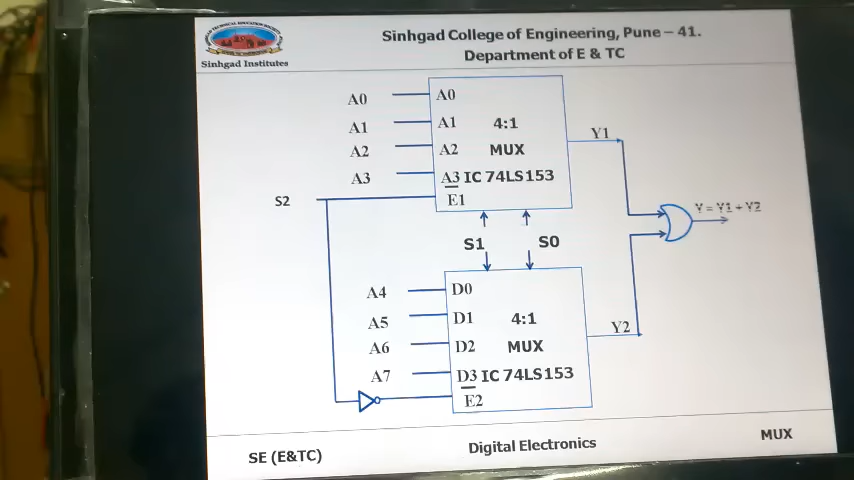 Sinhgad College of Engineering, Pune – 41.
Department of E & TC
Sinhgad Institutes
A0 A0
A1 A1 4:1
A2 A2 MUX
A3 A3 IC 74LS153
S2 E1
Y1
Y = Y1 + Y2
S1 S0
A4 D0
A5 D1 4:1
A6 D2 MUX
A7 D3 IC 74LS153
E2
Y2
SE (E&TC) Digital Electronics MUX